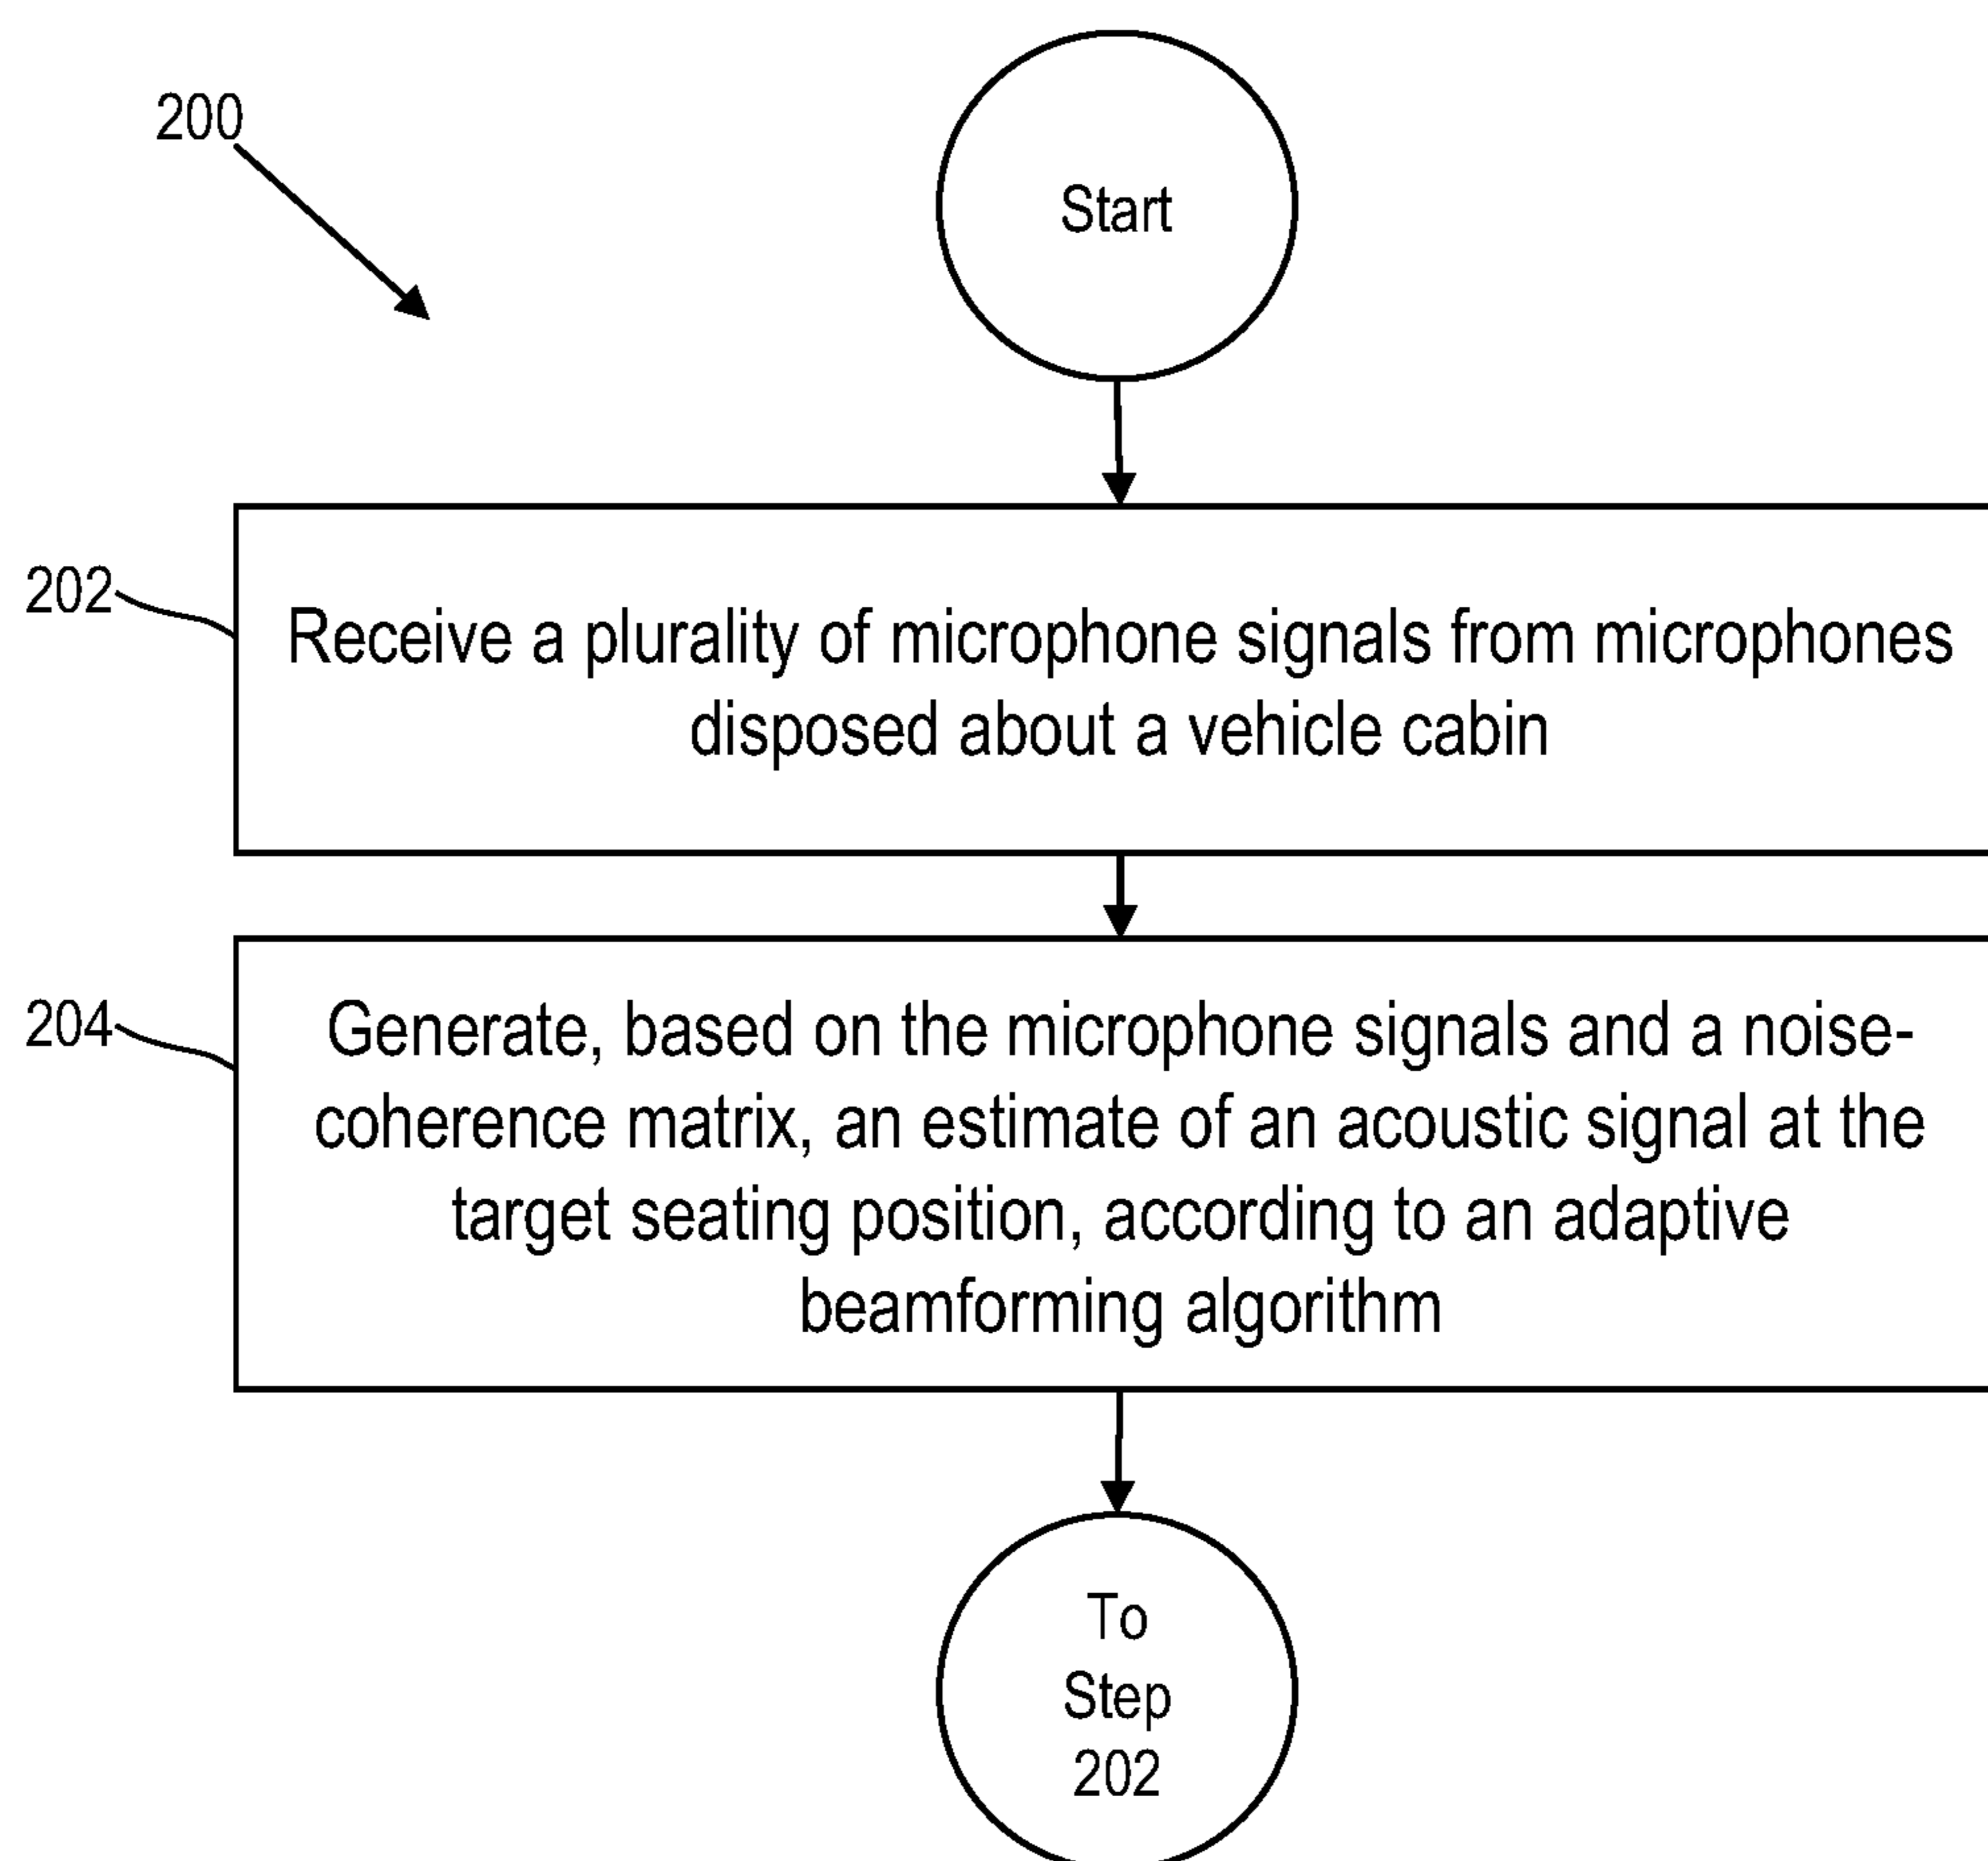 200
Start
202
Receive a plurality of microphone signals from microphones
disposed about a vehicle cabin
204
Generate, based on the microphone signals and a noise-
coherence matrix, an estimate of an acoustic signal at the
target seating position, according to an adaptive
beamforming algorithm
To
Step
202